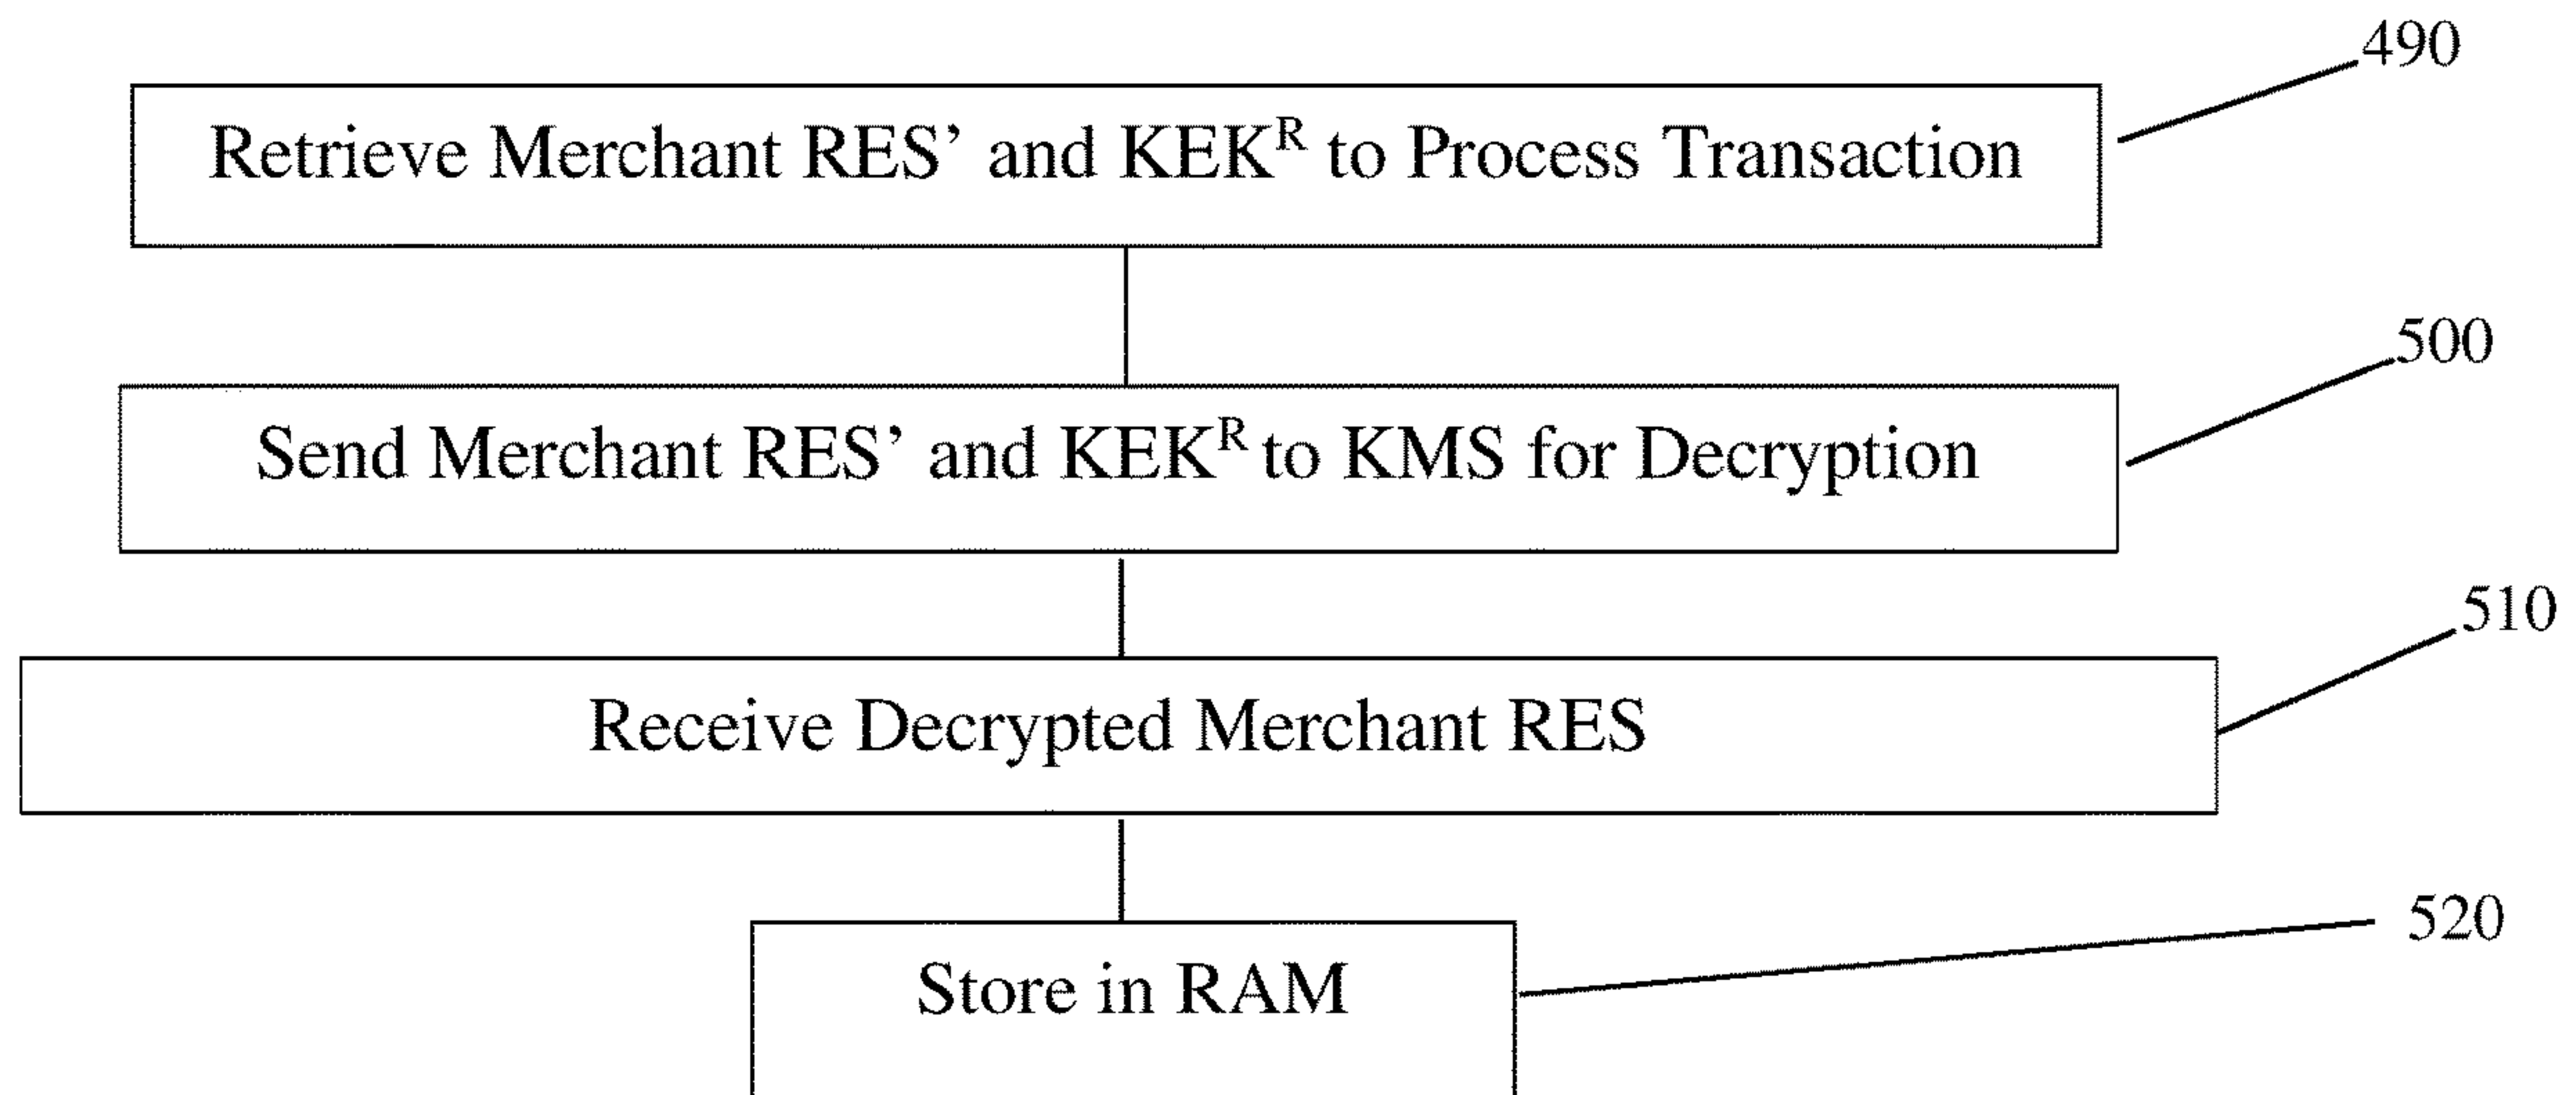 490
Retrieve Merchant RES’ and KEKᴿ to Process Transaction
500
Send Merchant RES’ and KEKᴿ to KMS for Decryption
510
Receive Decrypted Merchant RES
520
Store in RAM